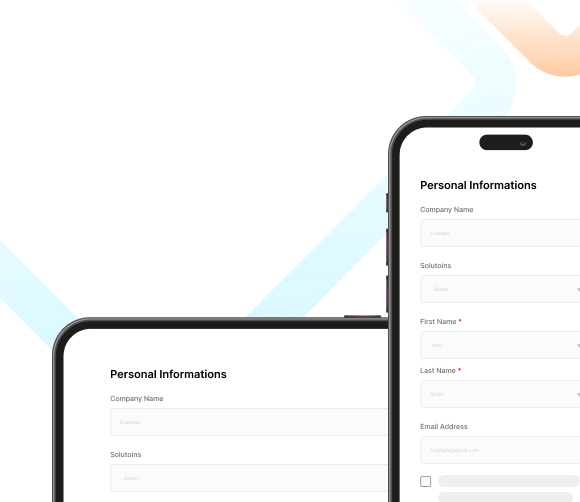 Personal Informations
Company Name
Example
Solutoins
- Select -
First Name *
John
Last Name *
Smith
Email Address
Example@gmail.com
Personal Informations
Company Name
Example
Solutoins
- Select -